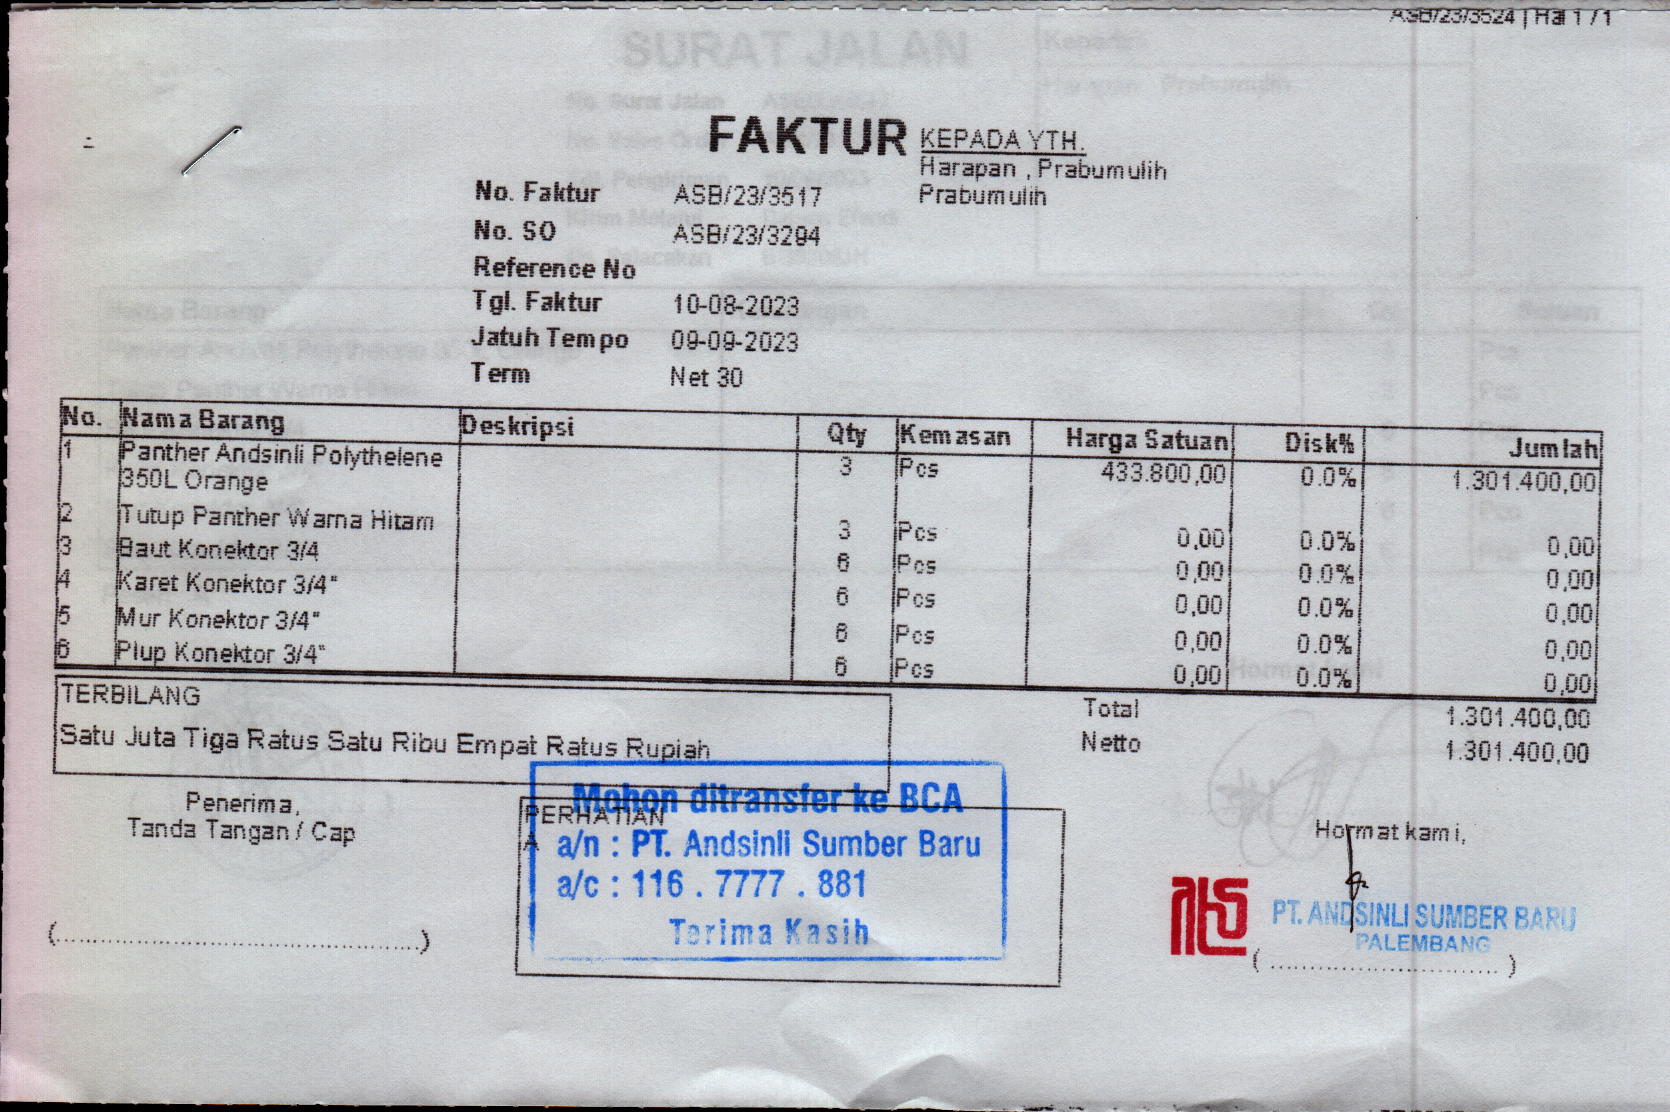 ASB/23/3524 | Hal 1 / 1
SURAT JALAN
FAKTUR
KEPADA YTH.
Harapan , Prabumulih
Prabumulih
No. Faktur ASB/23/3517
No. SO ASB/23/3294
Reference No
Tgl. Faktur 10-08-2023
Jatuh Tempo 09-09-2023
Term Net 30
No. Nama Barang Deskripsi Qty Kemasan Harga Satuan Disk% Jumlah
1 Panther Andsinli Polythelene 3 Pcs 433.800,00 0.0% 1.301.400,00
350L Orange
2 Tutup Panther Warna Hitam 3 Pcs 0,00 0.0% 0,00
3 Baut Konektor 3/4 6 Pcs 0,00 0.0% 0,00
4 Karet Konektor 3/4" 6 Pcs 0,00 0.0% 0,00
5 Mur Konektor 3/4" 6 Pcs 0,00 0.0% 0,00
6 Plup Konektor 3/4" 6 Pcs 0,00 0.0% 0,00
TERBILANG
Satu Juta Tiga Ratus Satu Ribu Empat Ratus Rupiah
Total 1.301.400,00
Netto 1.301.400,00
Penerima,
Tanda Tangan / Cap
PERHATIAN
A
Mohon ditransfer ke BCA
a/n : PT. Andsinli Sumber Baru
a/c : 116 . 7777 . 881
Terima Kasih
Hormat kami,
PT. ANDSINLI SUMBER BARU
PALEMBANG